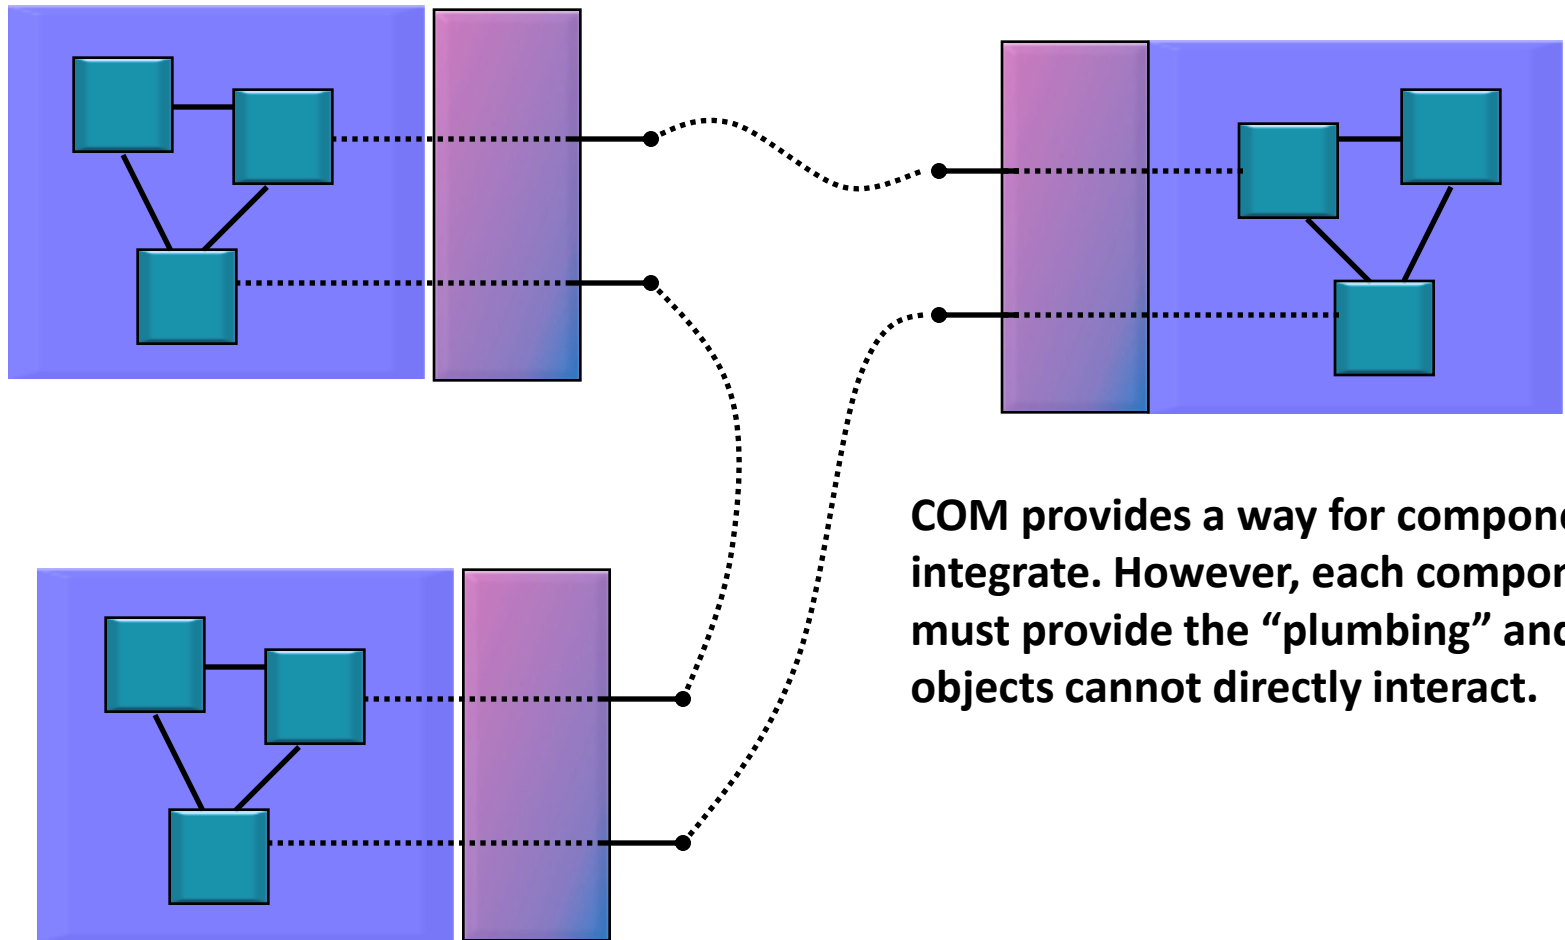 COM provides a way for
integrate. However, each
must provide the “plumbing”
objects cannot directly interact.